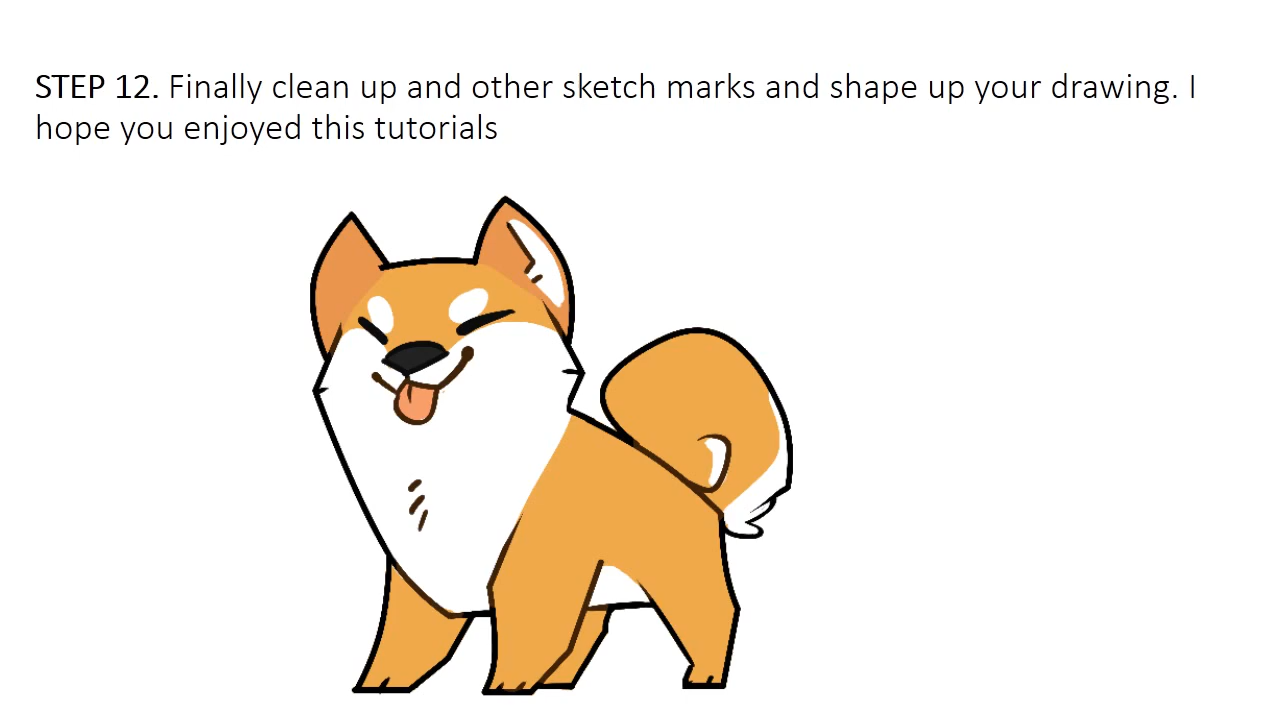 STEP 12. Finally clean up and other sketch marks and shape up your drawing. I
hope you enjoyed this tutorials